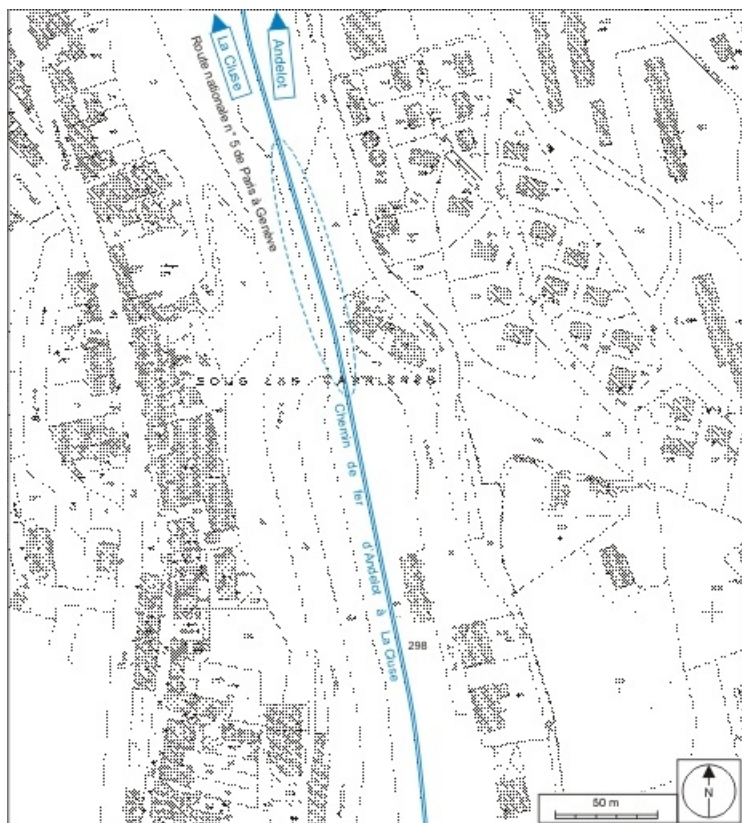 La Cluse
Andelot
Route nationale n° 5 de Paris à Genève
Chemin de fer d'Andelot à La Cluse
298
50 m
N